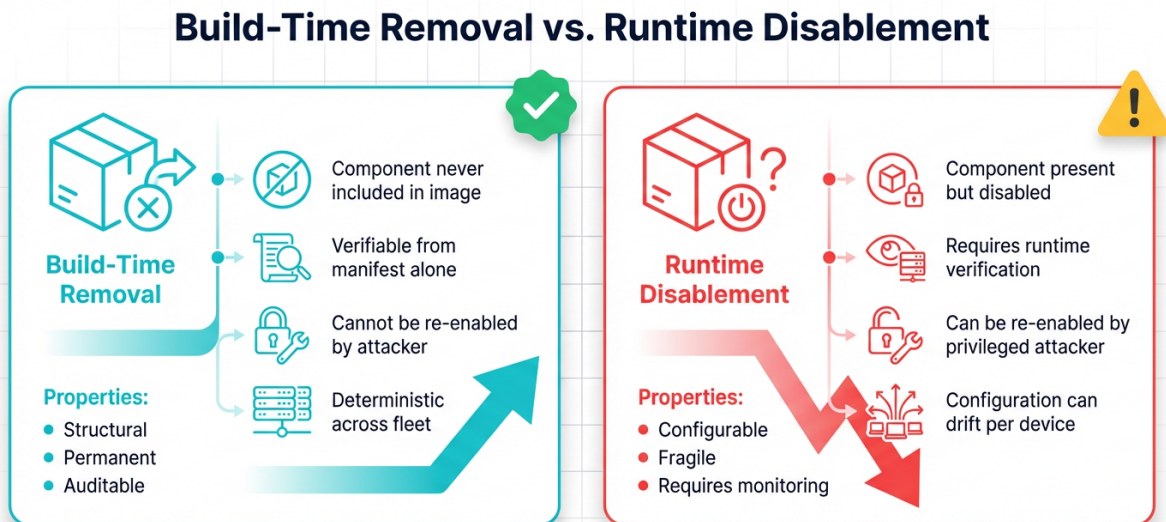 Build-Time Removal vs. Runtime Disablement
Build-Time
Removal
Component never
included in image
Verifiable from
manifest alone
Cannot be re-enabled
by attacker
Deterministic
across fleet
Properties:
Structural
Permanent
Auditable
Runtime
Disablement
Component present
but disabled
Requires runtime
verification
Can be re-enabled by
privileged attacker
Configuration can
drift per device
Properties:
Configurable
Fragile
Requires monitoring